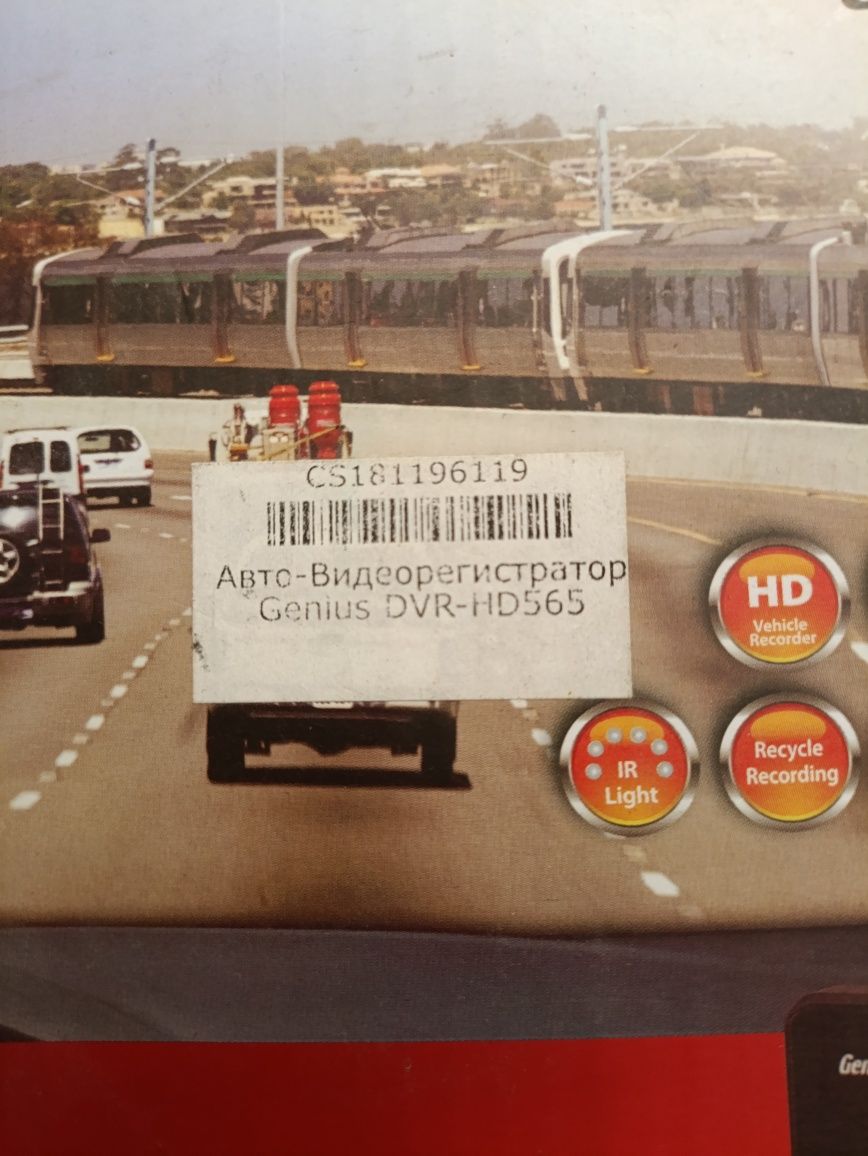 CS181196119
Авто-Видеорегистратор
Genius DVR-HD565
HD
Vehicle
Recorder
IR
Light
Recycle
Recording